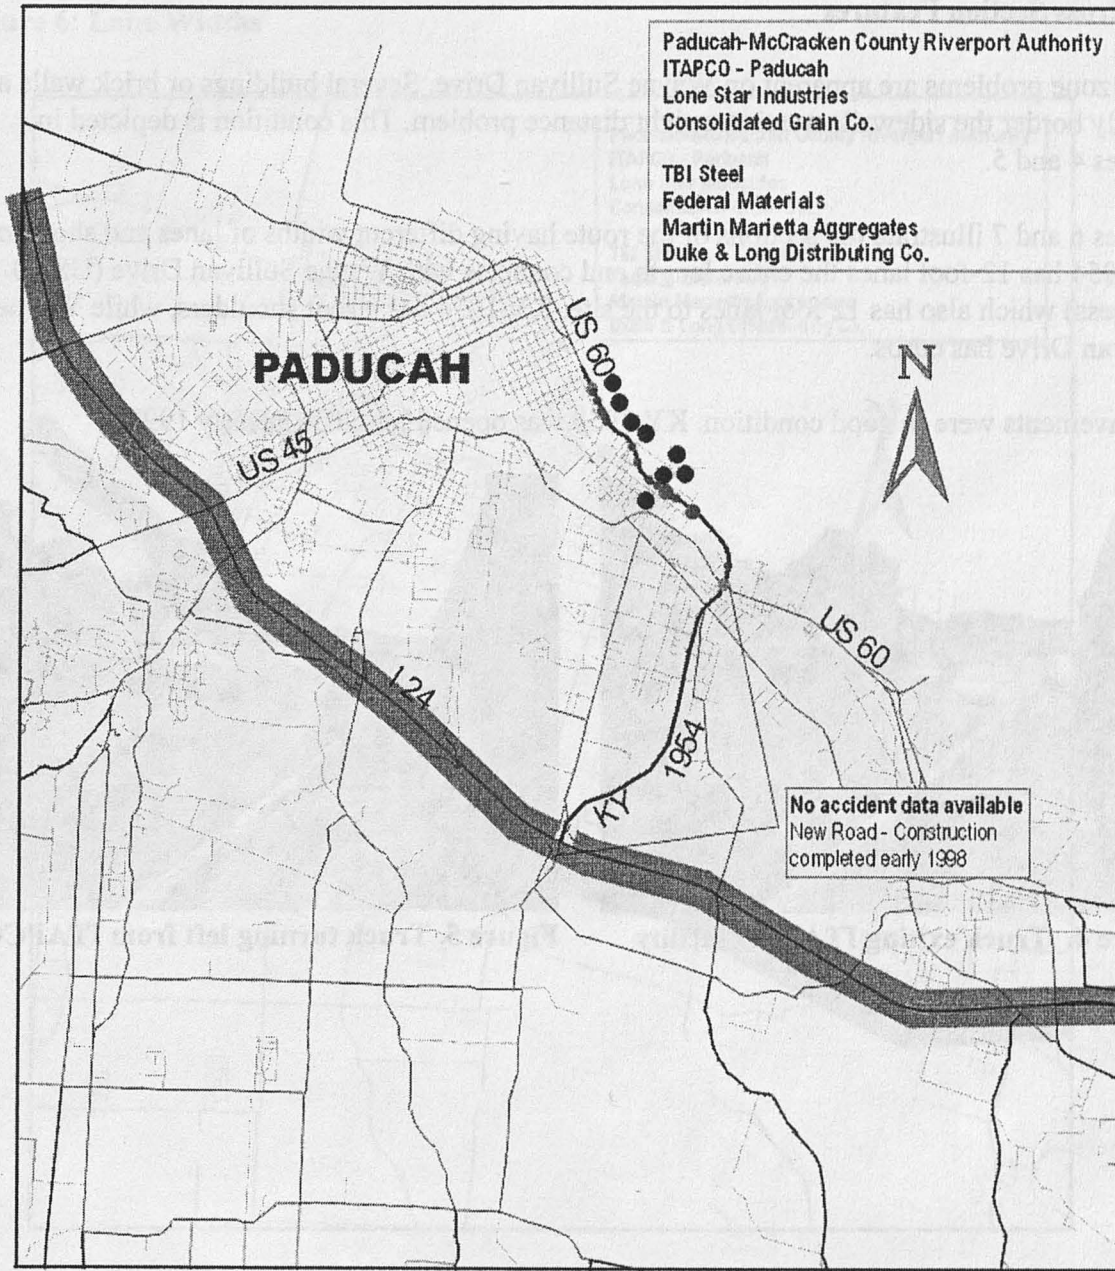 Paducah-McCracken County Riverport Authority
ITAPCO - Paducah
Lone Star Industries
Consolidated Grain Co.
TBI Steel
Federal Materials
Martin Marietta Aggregates
Duke & Long Distributing Co.
US 60
PADUCAH
N
US 45
US 60
I 24
KY 1954
No accident data available
New Road - Construction
completed early 1998